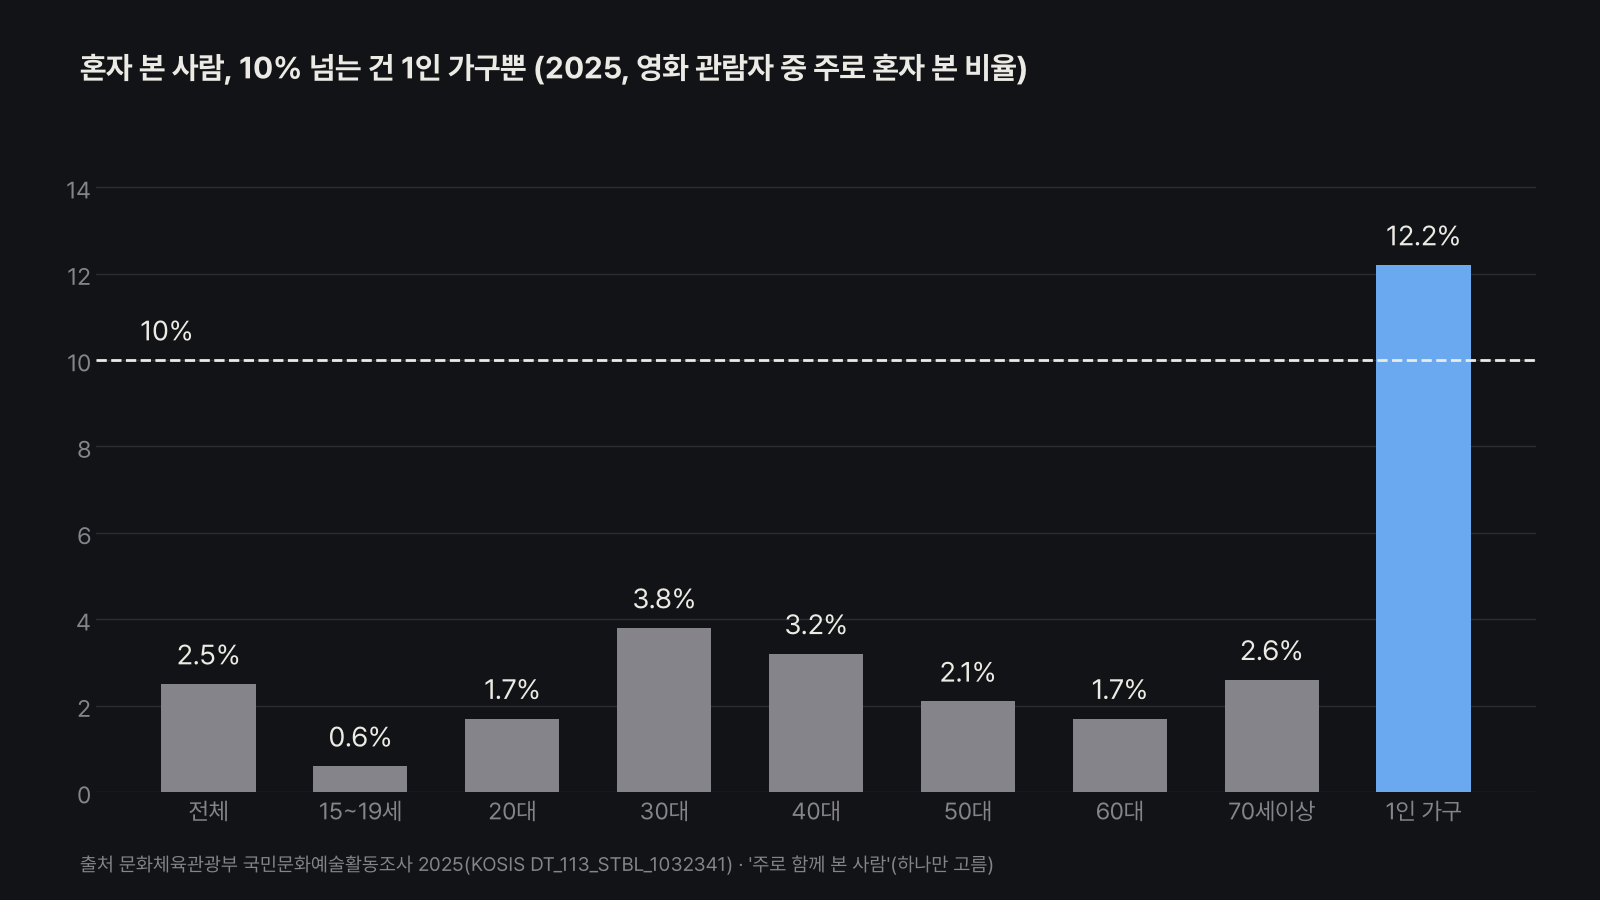 혼자 본 사람, 10% 넘는 건 1인 가구뿐 (2025, 영화 관람자 중 주로 혼자 본 비율)
14
12.2%
12
10%
10
8
6
3.8%
4
3.2%
2.5%
2.6%
2.1%
1.7%
1.7%
2
0.6%
0
전체
15~19세
20대
30대
40대
50대
60대
70세이상
1인 가구
출처 문화체육관광부 국민문화예술활동조사 2025(KOSIS DT_113_STBL_1032341) · '주로 함께 본 사람'(하나만 고름)